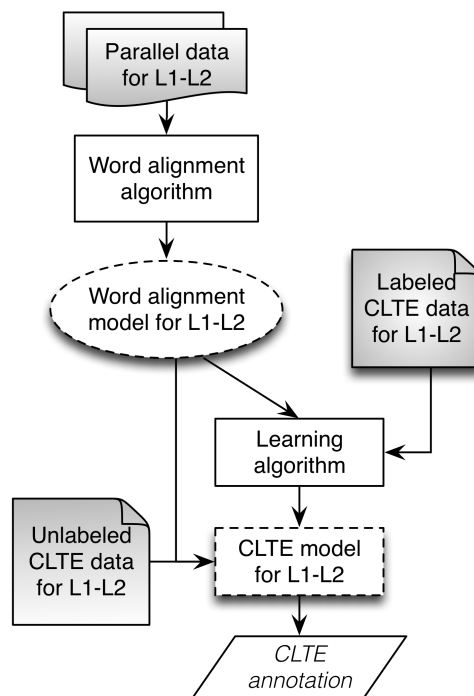 Parallel data
for L1-L2
Word alignment
algorithm
Word alignment
model for L1-L2
Labeled
CLTE data
for L1-L2
Learning
algorithm
Unlabeled
CLTE data
for L1-L2
CLTE model
for L1-L2
CLTE
annotation